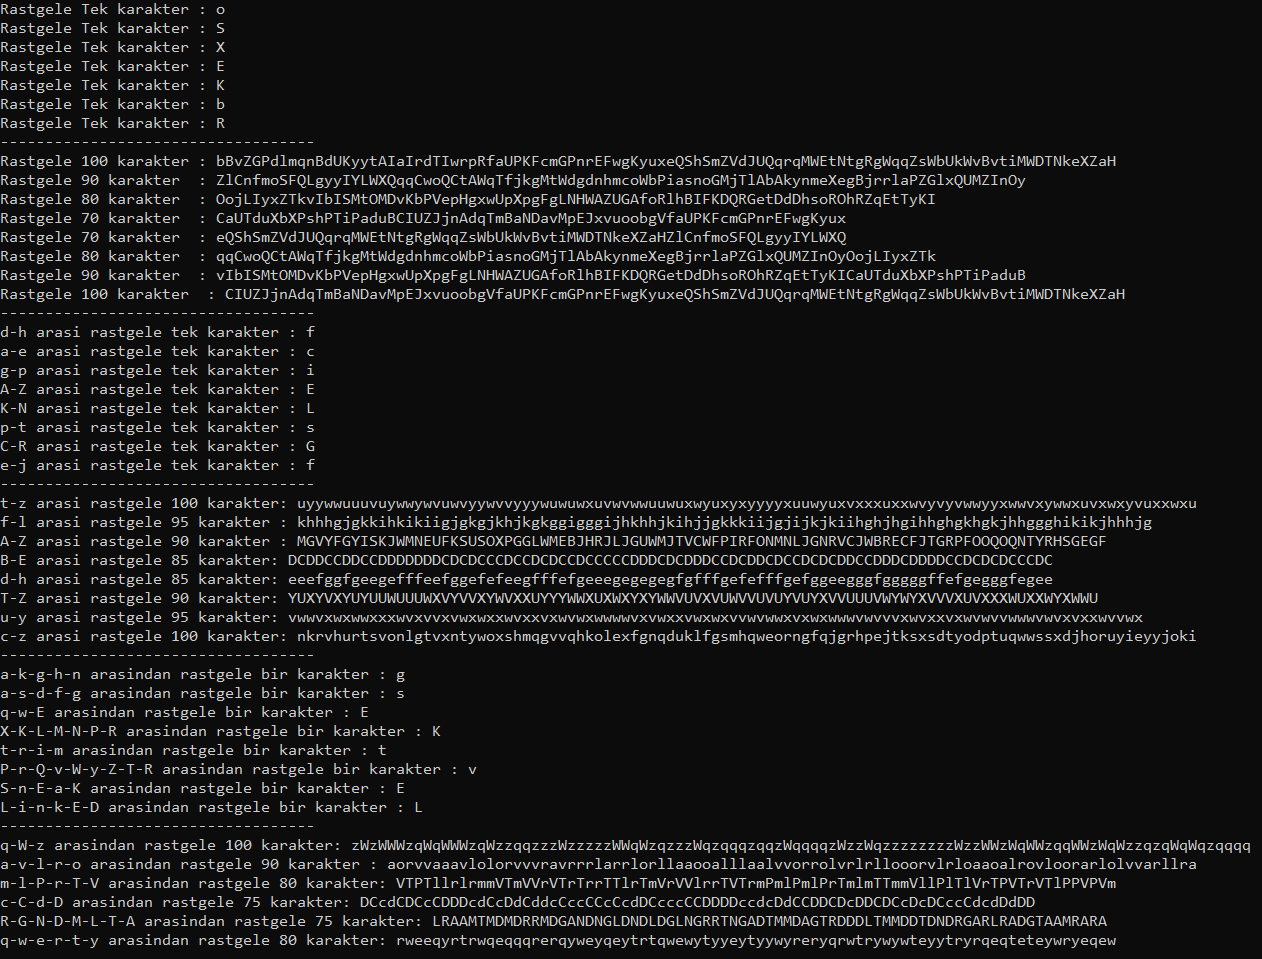 Rastgele Tek karakter : o
Rastgele Tek karakter : S
Rastgele Tek karakter : X
Rastgele Tek karakter : E
Rastgele Tek karakter : K
Rastgele Tek karakter : b
Rastgele Tek karakter : R
-----------------------------------
Rastgele 100 karakter : bBvZGPdlmqnBdUKyytAIaIrdTIwrpRfaUPKFcmGPnrEFwgKyuxeQShSmZVdJUQqrqMWEtNtgRgWqqZsWbUkWvBvtiMWDTNkeXZaH
Rastgele 90 karakter  : ZlCnfmoSFQLgyyIYLWXQqqCwoQCtAWqTfjkgMtWdgdnhmcoWbPiasnoGMjTlAbAkynmeXegBjrrlaPZGlxQUMZInOy
Rastgele 80 karakter  : OojLIyxZTkvIbISMtOMDvKbPVepHgxwUpXpgFgLNHWAZUGAfoRlhBIFKDQRGetDdDhsoROhRZqEtTyKI
Rastgele 70 karakter  : CaUTduXbXPshPTiPaduBCIUZJjnAdqTmBaNDavMpEJxvuoobgVfaUPKFcmGPnrEFwgKyux
Rastgele 70 karakter  : eQShSmZVdJUQqrqMWEtNtgRgWqqZsWbUkWvBvtiMWDTNkeXZaHZlCnfmoSFQLgyyIYLWXQ
Rastgele 80 karakter  : qqCwoQCtAWqTfjkgMtWdgdnhmcoWbPiasnoGMjTlAbAkynmeXegBjrrlaPZGlxQUMZInOyOojLIyxZTk
Rastgele 90 karakter  : vIbISMtOMDvKbPVepHgxwUpXpgFgLNHWAZUGAfoRlhBIFKDQRGetDdDhsoROhRZqEtTyKICaUTduXbXPshPTiPaduB
Rastgele 100 karakter  : CIUZJjnAdqTmBaNDavMpEJxvuoobgVfaUPKFcmGPnrEFwgKyuxeQShSmZVdJUQqrqMWEtNtgRgWqqZsWbUkWvBvtiMWDTNkeXZaH
-----------------------------------
d-h arasi rastgele tek karakter : f
a-e arasi rastgele tek karakter : c
g-p arasi rastgele tek karakter : i
A-Z arasi rastgele tek karakter : E
K-N arasi rastgele tek karakter : L
p-t arasi rastgele tek karakter : s
C-R arasi rastgele tek karakter : G
e-j arasi rastgele tek karakter : f
-----------------------------------
t-z arasi rastgele 100 karakter:
f-l arasi rastgele 95 karakter : khhhgjgkkihkikiigjgkgjkhjkgkggigggijhkhhjkihjjgkkkiijgjijkjkiihghjhgihhghgkhgkjhhggghikikjhhhjg
A-Z arasi rastgele 90 karakter : MGVYFGYISKJWMNEUFKSUSOXPGGLWMEBJHRJLJGUWMJTVCWFPIRFONMNLJGNRVCJWBRECFJTGRPFOOQOQNTYRHSGEGF
B-E arasi rastgele 85 karakter: DCDDCCDDCCDDDDDDDCDCDCCCDCCDCDCCDCCCCCDDDCDCDCDDDCCDCDDCDCCDCDCDDCCDDDCDDDDCCDCDCDCCCDC
d-h arasi rastgele 85 karakter: eeefggfgeegefffeefggefefeegfffefgeeegegegegfgfffgefefffgefggeegggfgggggffefgegggfegee
T-Z arasi rastgele 90 karakter: YUXYVXYUYUUWUUUWXVYVVXYWVXXUYYYWWXUXWXYXYWWVUVXVUWVVUVUYVUYXVVUUUVWYWYXVVVXUVXXXWUXXWYXWWU
u-y arasi rastgele 95 karakter:
c-z arasi rastgele 100 karakter: nkrvhurtsvonlgtvxntywoxshmqgvvqhkolexfgnqduklfgsmhqweorngfqjgrhpejtksxsdtyodptuqwwssxdjhoruyieyyjoki
-----------------------------------
a-k-g-h-n arasindan rastgele bir karakter : g
a-s-d-f-g arasindan rastgele bir karakter : s
q-w-E arasindan rastgele bir karakter : E
X-K-L-M-N-P-R arasindan rastgele bir karakter : K
t-r-i-m arasindan rastgele bir karakter : t
P-r-Q-v-W-y-Z-T-R arasindan rastgele bir karakter : v
S-n-E-a-K arasindan rastgele bir karakter : E
L-i-n-k-E-D arasindan rastgele bir karakter : L
-----------------------------------
q-W-z arasindan rastgele 100 karakter: zWzWWWzqWqWWWzqWzzqqzzzWzzzzzWWqWzqzzzWqzqqqzqqzWqqqqzWzzWqzzzzzzzzWzzWWzWqWWzqqWWzWqWzzqzqWqWqzqqqq
a-v-l-r-o arasindan rastgele 90 karakter : aorvvaaavlolorvvvravrrrlarrlorllaaooalllaalvvorrolvrlrllooorvlrloaaoalrovloorarlolvvarllra
m-l-P-r-T-V arasindan rastgele 80 karakter: VTPTllrlrmmVTmVVrVTrTrrTTlrTmVrVVlrrTVTrmPmlPmlPrTmlmTTmmVllPlTlVrTPVTrVTlPPVPVm
c-C-d-D arasindan rastgele 75 karakter: DCcdCDCcCDDDcdCcDdCddcCccCCcCcdDCcccCCDDDDccdcDdCCDDCDcDDCDCcDcDCccCdcdDdDD
R-G-N-D-M-L-T-A arasindan rastgele 75 karakter: LRAAMTMDMDRRMDGANDNGLDNDLDGLNGRRTNGADTMMDAGTRDDDLTMMDDTDNDRGARLRADGTAAMRARA
q-w-e-r-t-y arasindan rastgele 80 karakter: rweeqyrtrwqeqqqrerqyweyqeytrtqwewytyyeytyywyreryqrwtrywywteyytryrqeqteteywryeqew